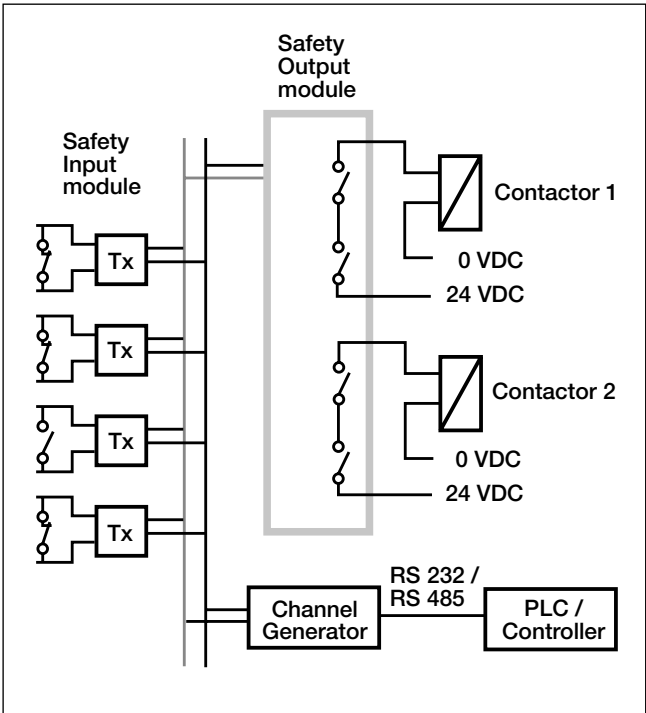 Safety
Output
module
Safety
Input
module
Tx
Tx
Tx
Tx
Contactor 1
0 VDC
24 VDC
Contactor 2
0 VDC
24 VDC
Channel
Generator
RS 232 /
RS 485
PLC /
Controller